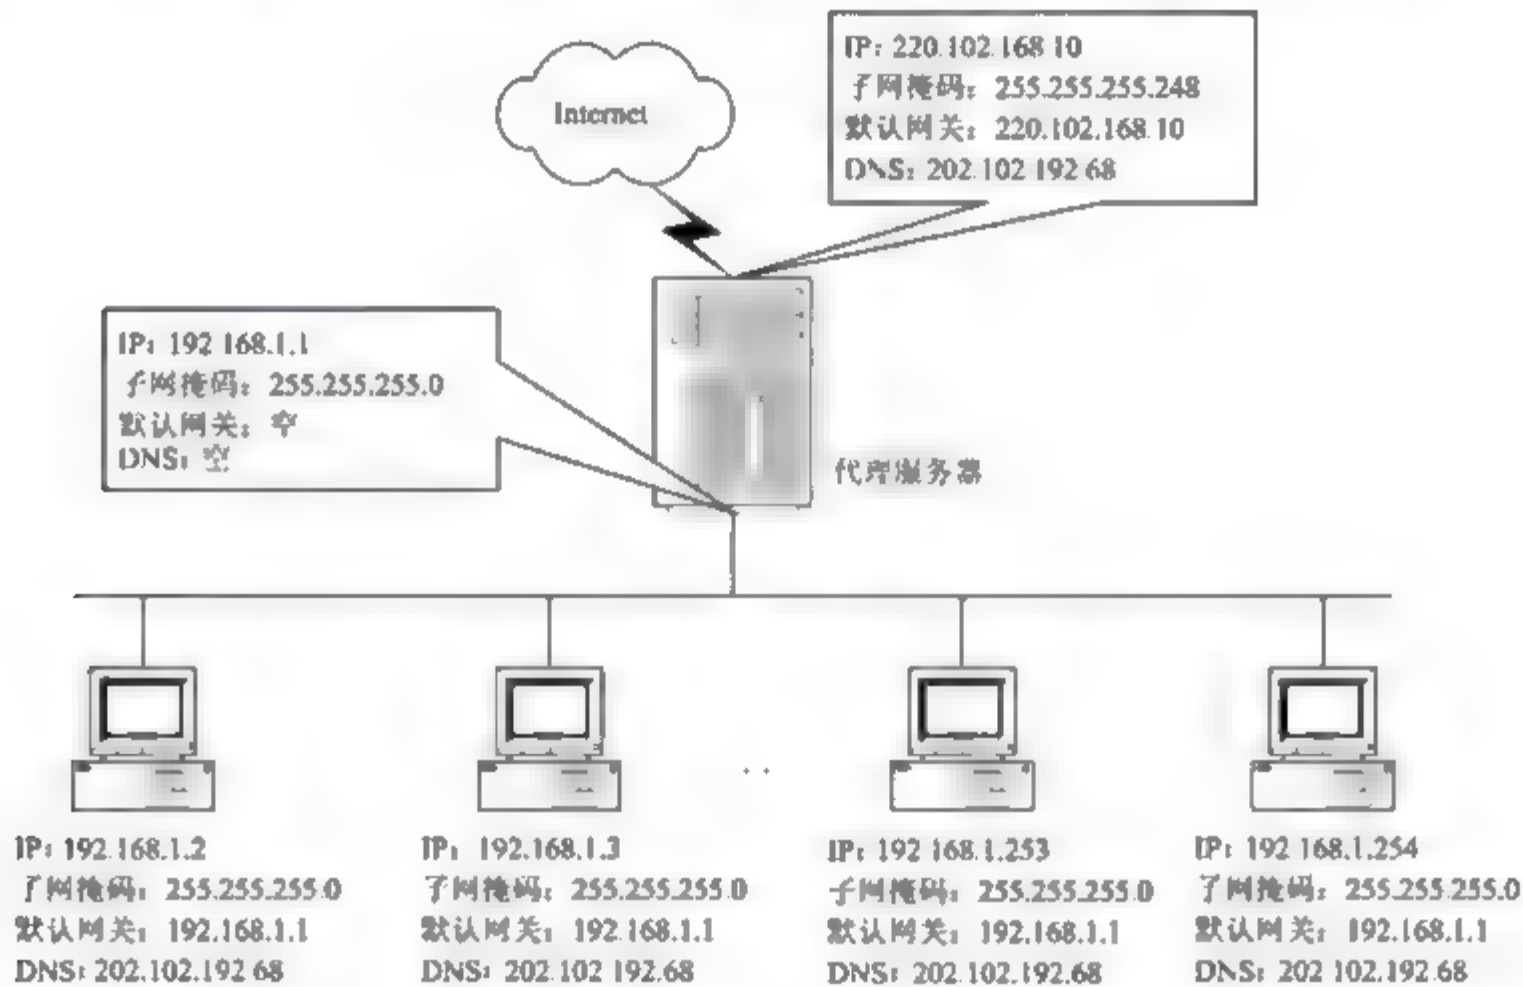 IP: 220.102.168.10
子网掩码: 255.255.255.248
默认网关: 220.102.168.10
DNS: 202.102.192.68
Internet
IP: 192.168.1.1
子网掩码: 255.255.255.0
默认网关: 空
DNS: 空
代理服务器
..
IP: 192.168.1.2
子网掩码: 255.255.255.0
默认网关: 192.168.1.1
DNS: 202.102.192.68
IP: 192.168.1.3
子网掩码: 255.255.255.0
默认网关: 192.168.1.1
DNS: 202.102.192.68
IP: 192.168.1.253
子网掩码: 255.255.255.0
默认网关: 192.168.1.1
DNS: 202.102.192.68
IP: 192.168.1.254
子网掩码: 255.255.255.0
默认网关: 192.168.1.1
DNS: 202.102.192.68